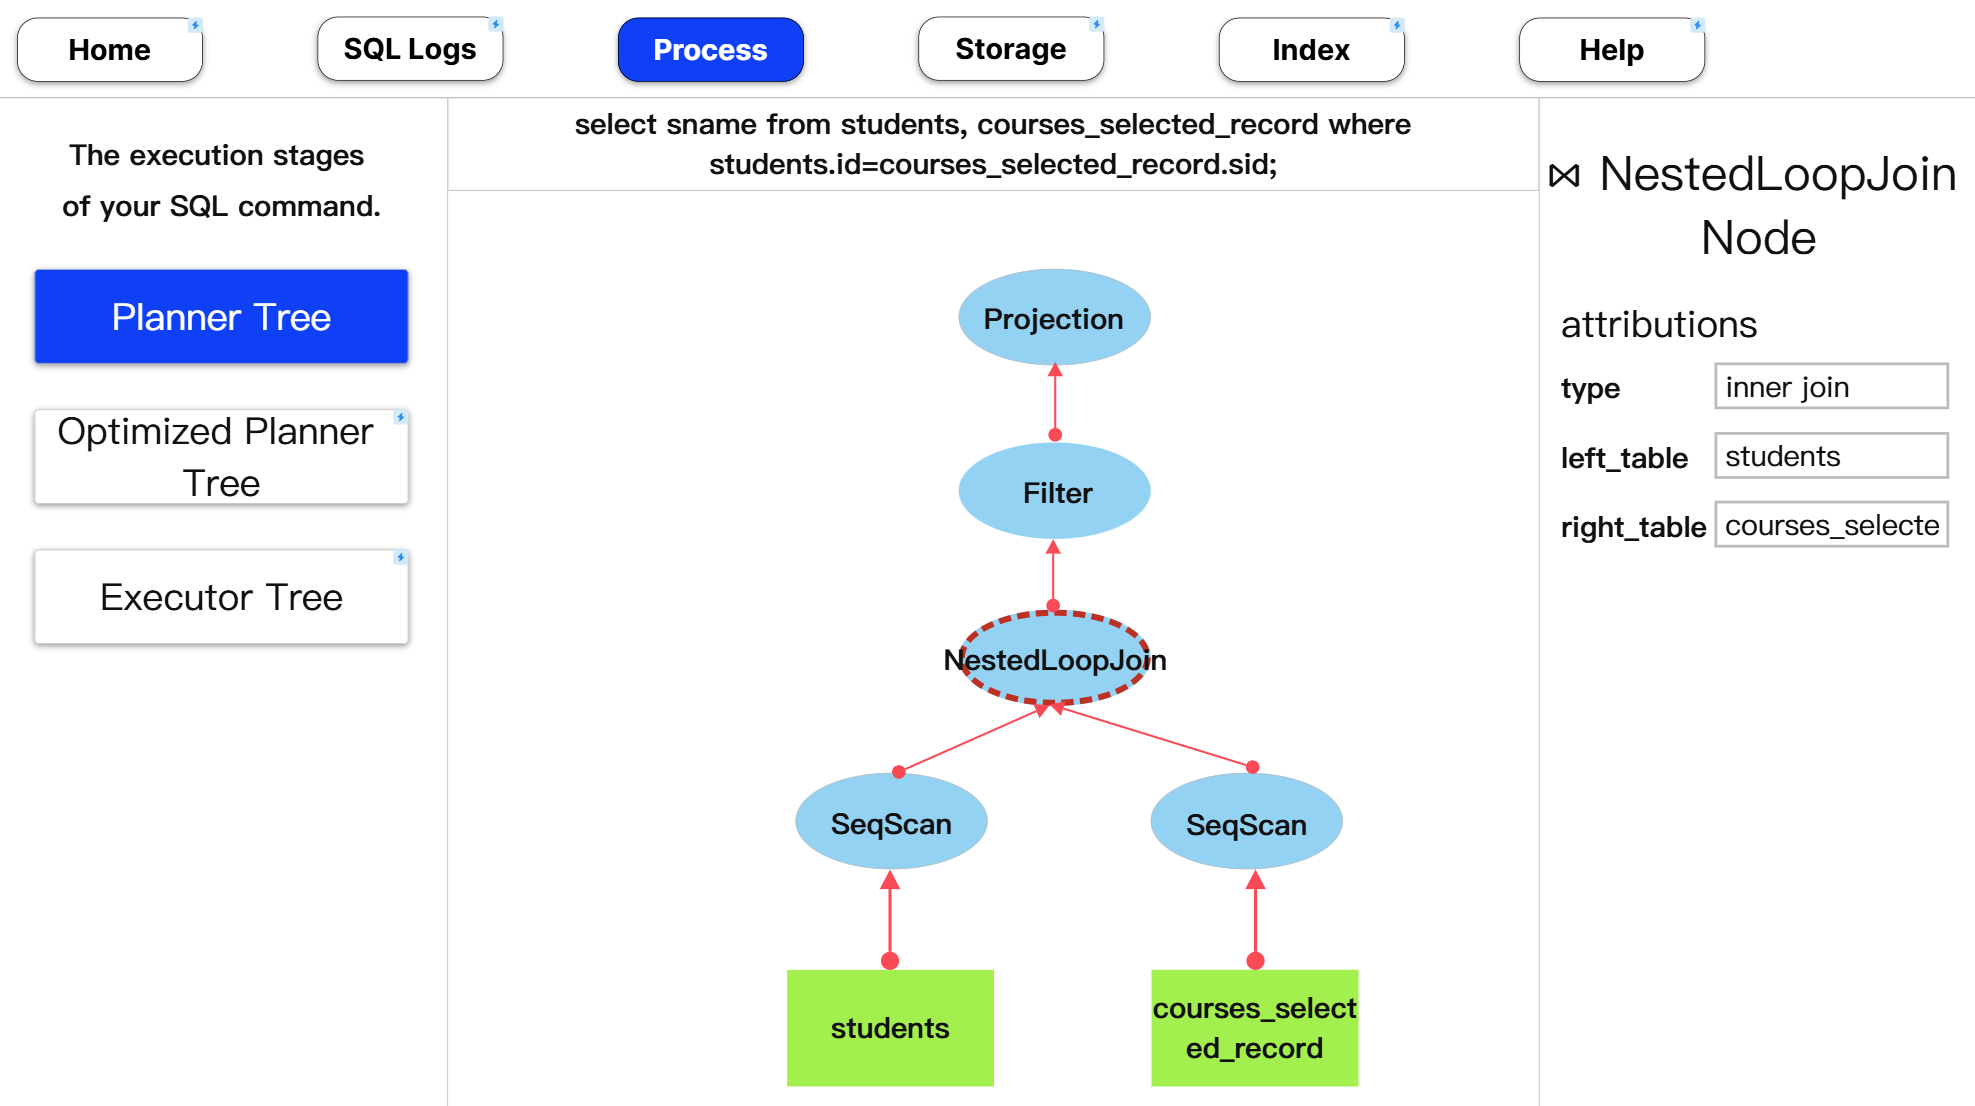 Home
SQL Logs
Process
Storage
Index
Help
The execution stages
of your SQL command.
Planner Tree
Optimized Planner
Tree
Executor Tree
select sname from students, courses_selected_record where
students.id=courses_selected_record.sid;
Projection
Filter
NestedLoopJoin
SeqScan
SeqScan
students
courses_select
ed_record
⋈ NestedLoopJoin
Node
attributions
type inner join
left_table students
right_table courses_selecte